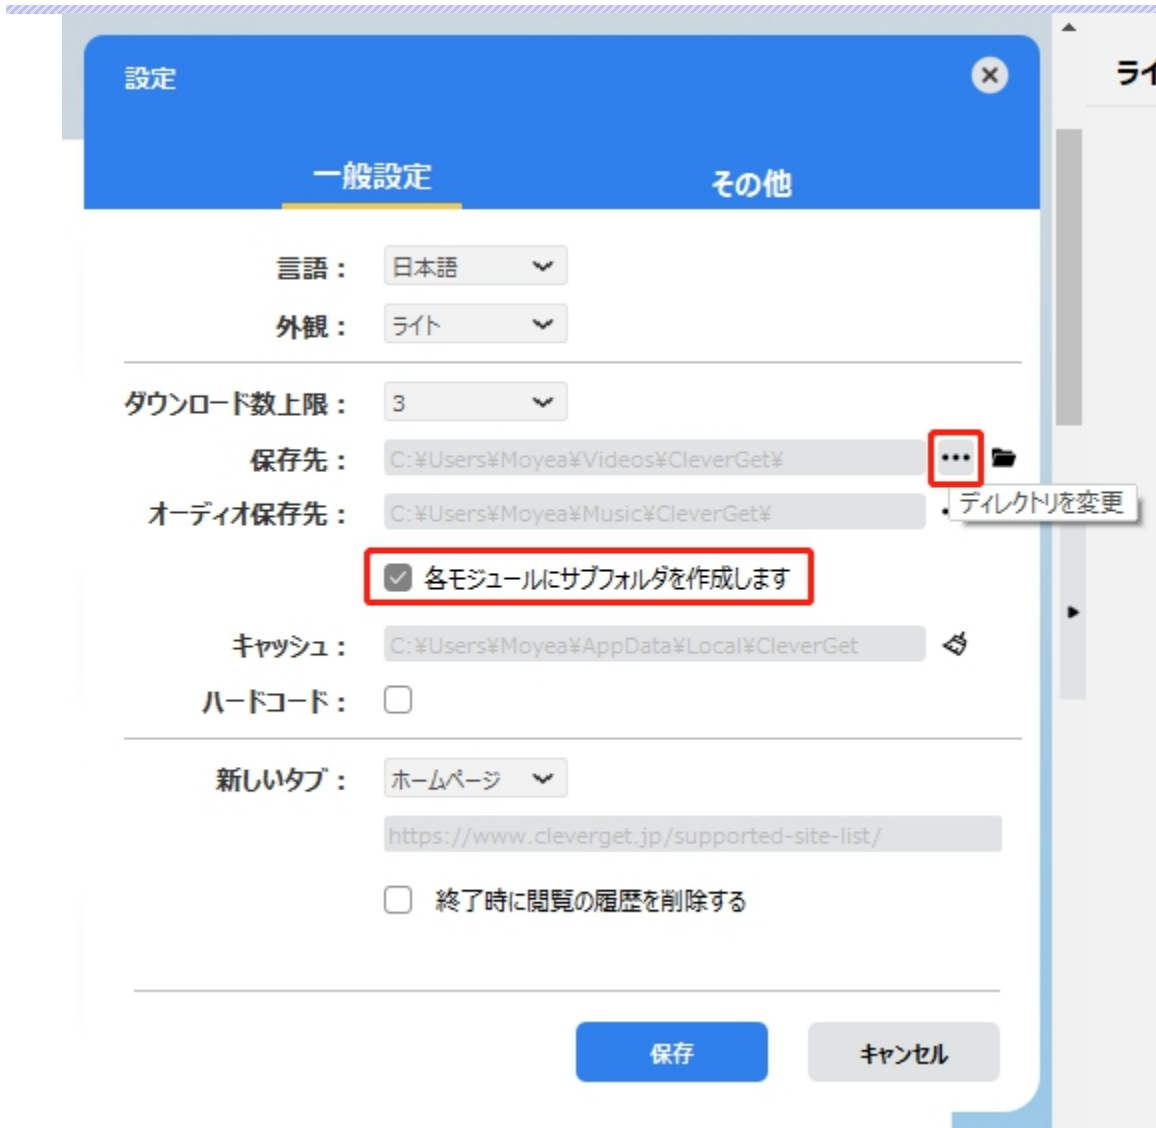 ライ
設定
一般設定 その他
言語： 日本語
外観： ライト
ダウンロード数上限： 3
保存先： C:¥Users¥Moyea¥Videos¥CleverGet¥
ディレクトリを変更
オーディオ保存先： C:¥Users¥Moyea¥Music¥CleverGet¥
各モジュールにサブフォルダを作成します
キャッシュ： C:¥Users¥Moyea¥AppData¥Local¥CleverGet
ハードコード：
新しいタブ： ホームページ
https://www.cleverget.jp/supported-site-list/
終了時に閲覧の履歴を削除する
保存 キャンセル